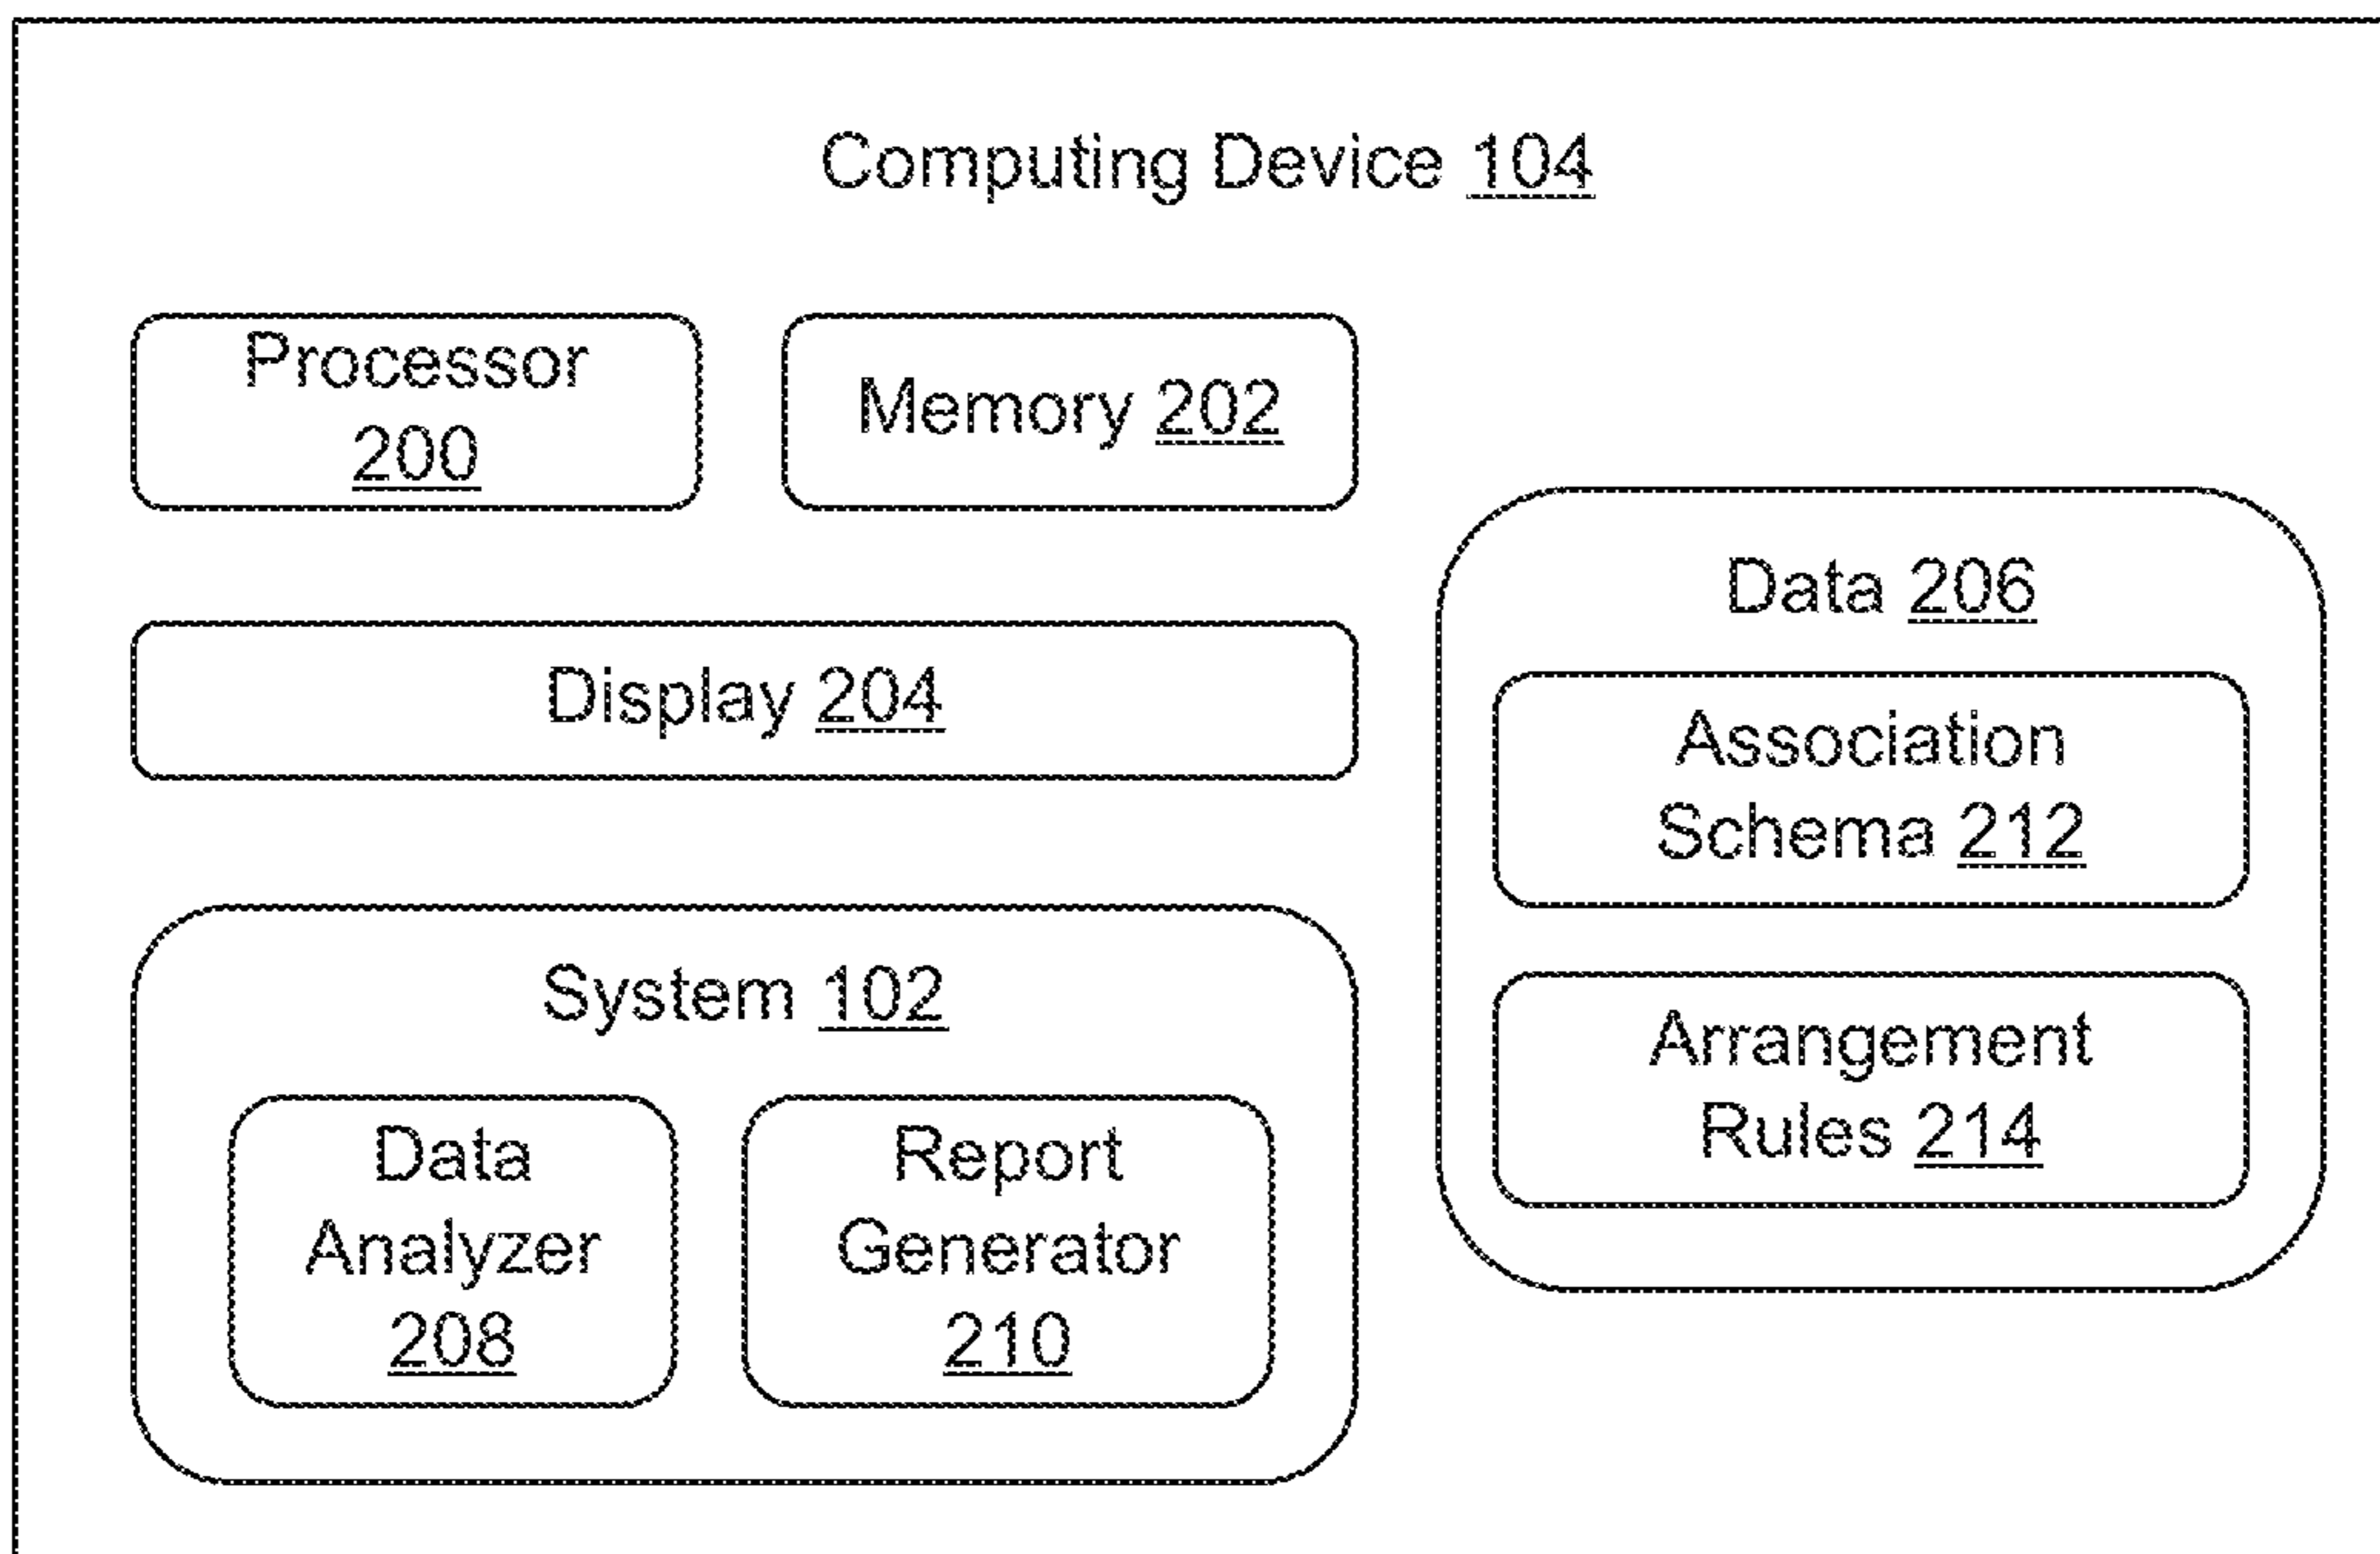 Computing Device 104
Processor
200
Memory 202
Display 204
System 102
Data
Analyzer
208
Report
Generator
210
Data 206
Association
Schema 212
Arrangement
Rules 214